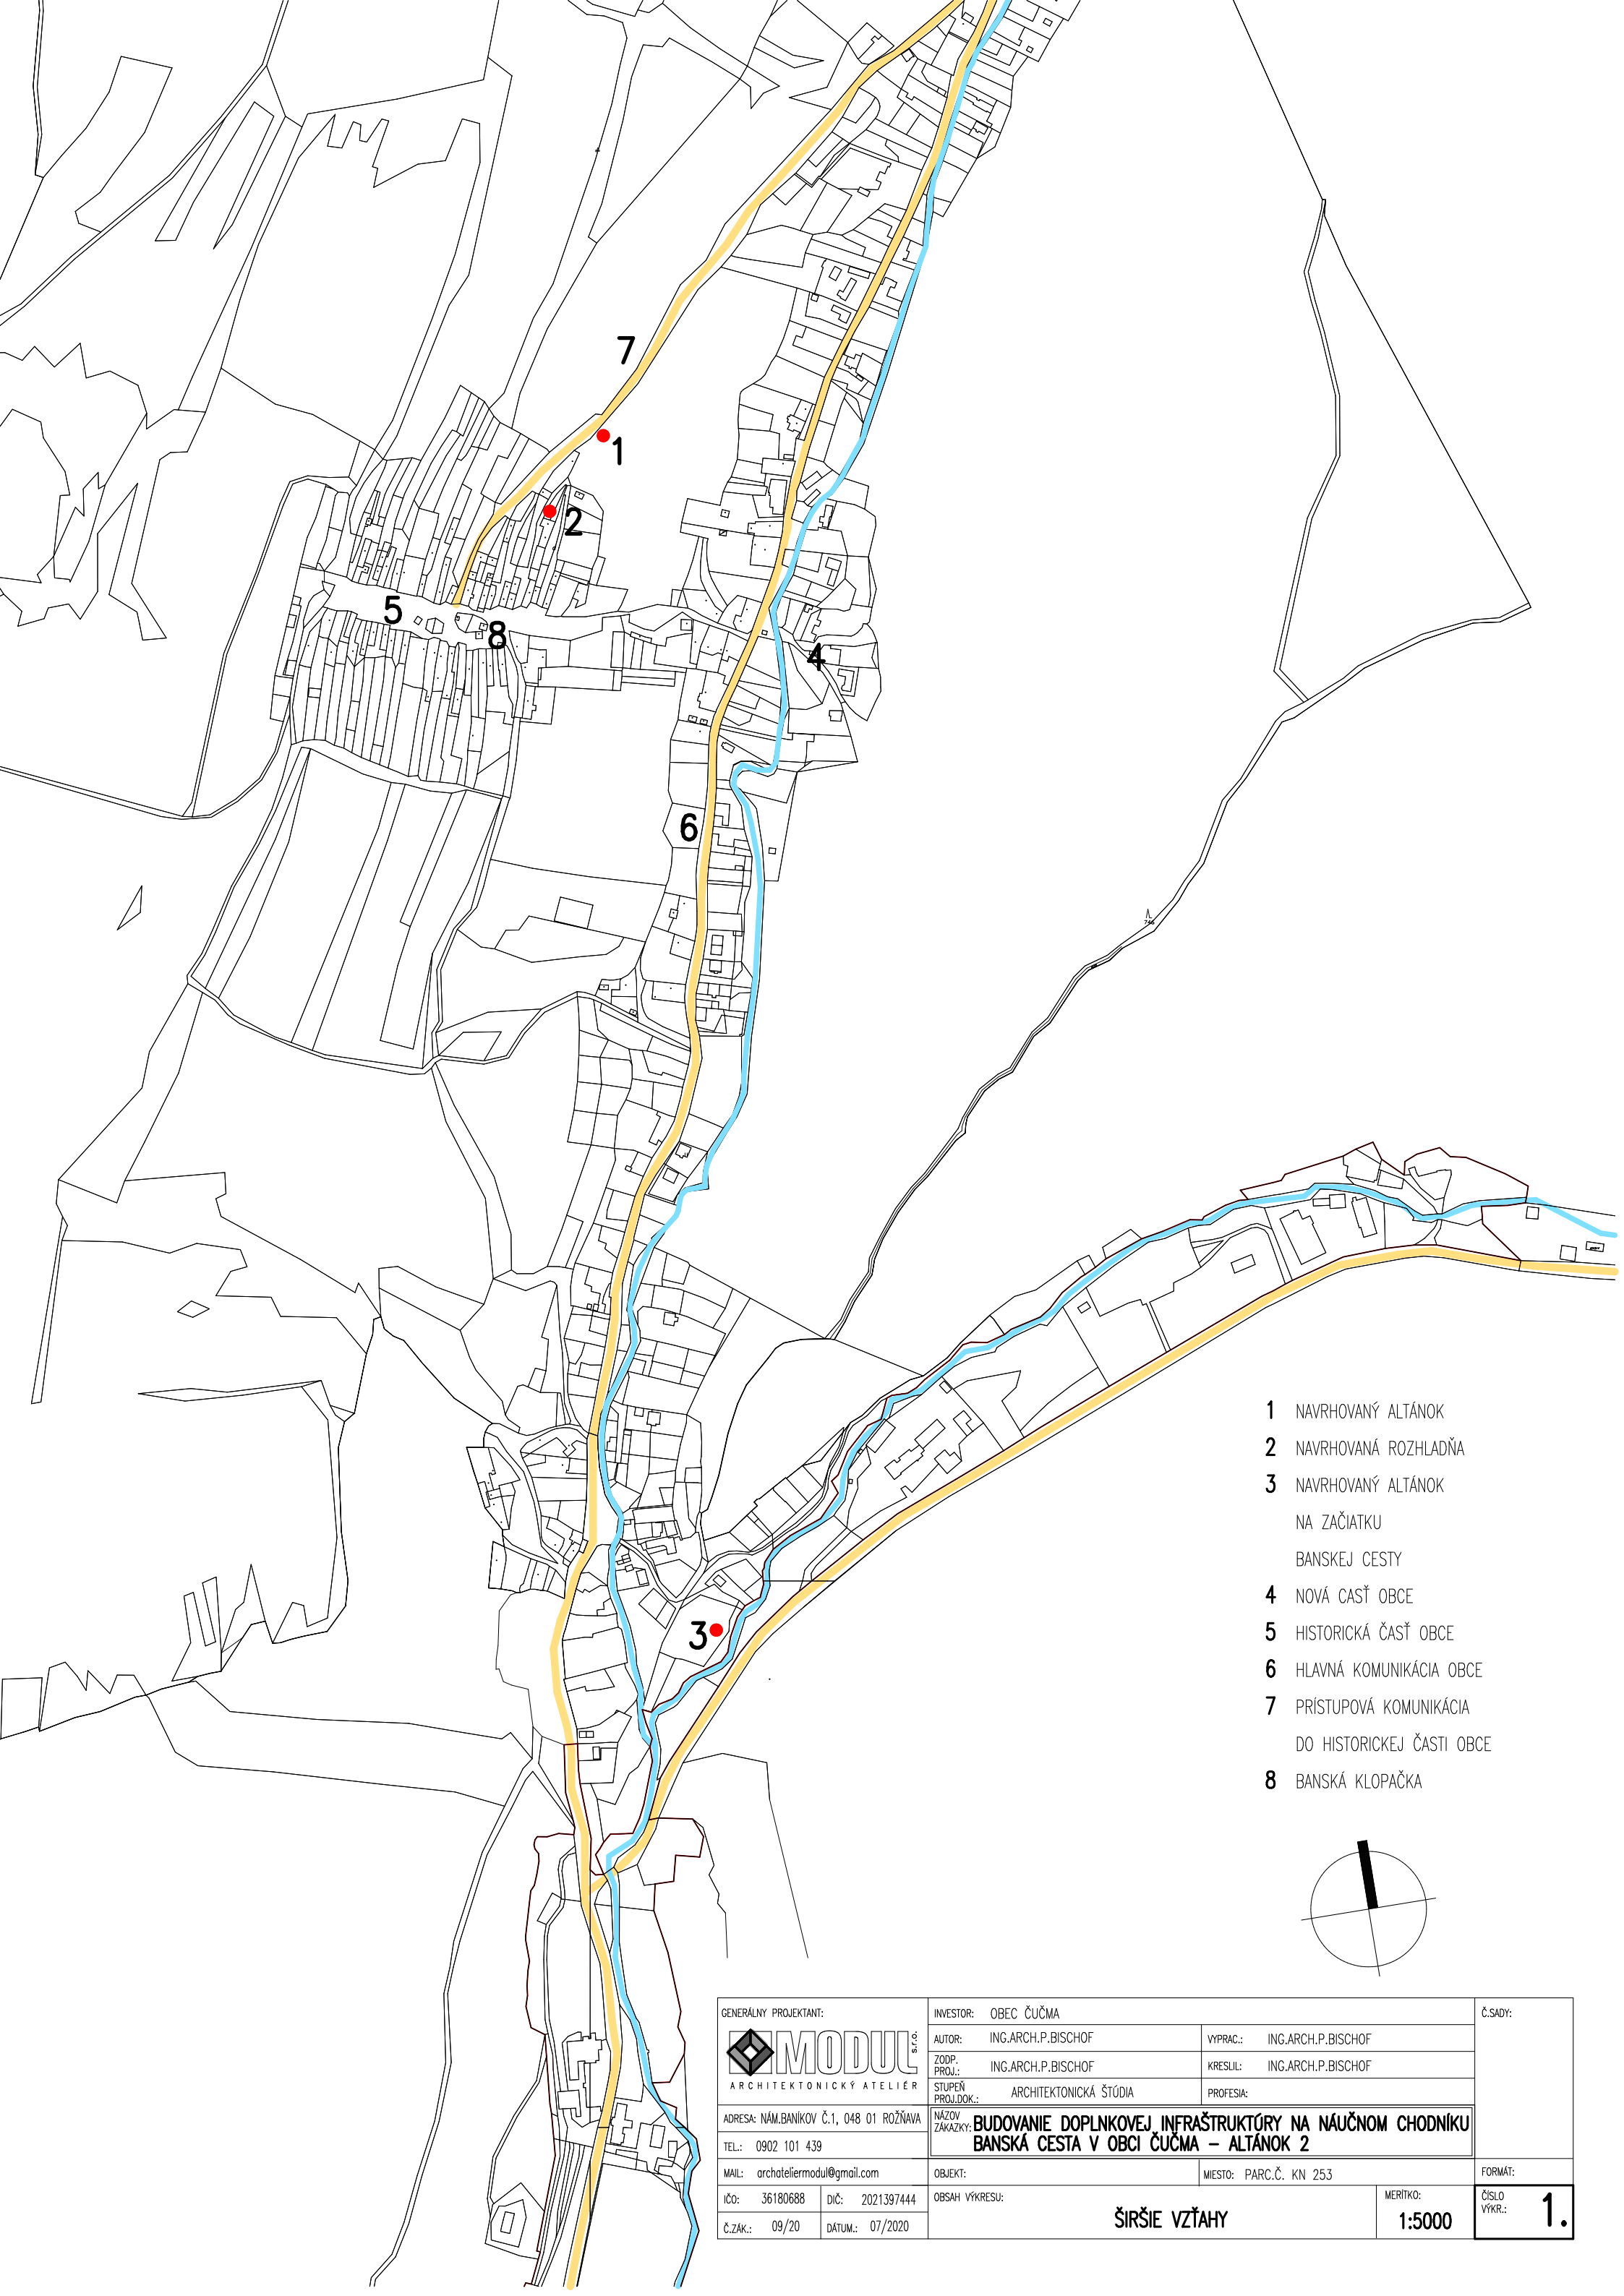 7
1
2
5
8
4
6
3
1 NAVRHOVANÝ ALTÁNOK
2 NAVRHOVANÁ ROZHLADŇA
3 NAVRHOVANÝ ALTÁNOK
NA ZAČIATKU
BANSKEJ CESTY
4 NOVÁ CASŤ OBCE
5 HISTORICKÁ ČASŤ OBCE
6 HLAVNÁ KOMUNIKÁCIA OBCE
7 PRÍSTUPOVÁ KOMUNIKÁCIA
DO HISTORICKEJ ČASTI OBCE
8 BANSKÁ KLOPAČKA
GENERÁLNY PROJEKTANT:
MODUL s.r.o.
ARCHITEKTONICKÝ ATELIÉR
ADRESA: NÁM.BANÍKOV Č.1, 048 01 ROŽŇAVA
TEL.: 0902 101 439
MAIL: archateliermodul@gmail.com
IČO: 36180688 DIČ: 2021397444
Č.ZÁK.: 09/20 DÁTUM.: 07/2020
INVESTOR: OBEC ČUČMA
AUTOR: ING.ARCH.P.BISCHOF VYPRAC.: ING.ARCH.P.BISCHOF
ZODP. PROJ.: ING.ARCH.P.BISCHOF KRESLIL: ING.ARCH.P.BISCHOF
STUPEŇ PROJ.DOK.: ARCHITEKTONICKÁ ŠTÚDIA PROFESIA:
NÁZOV ZÁKAZKY: BUDOVANIE DOPLNKOVEJ INFRAŠTRUKTÚRY NA NÁUČNOM CHODNÍKU
BANSKÁ CESTA V OBCI ČUČMA – ALTÁNOK 2
OBJEKT: MIESTO: PARC.Č. KN 253
OBSAH VÝKRESU: ŠIRŠIE VZŤAHY
MERÍTKO: 1:5000
Č.SADY:
FORMÁT:
ČÍSLO VÝKR.: 1.